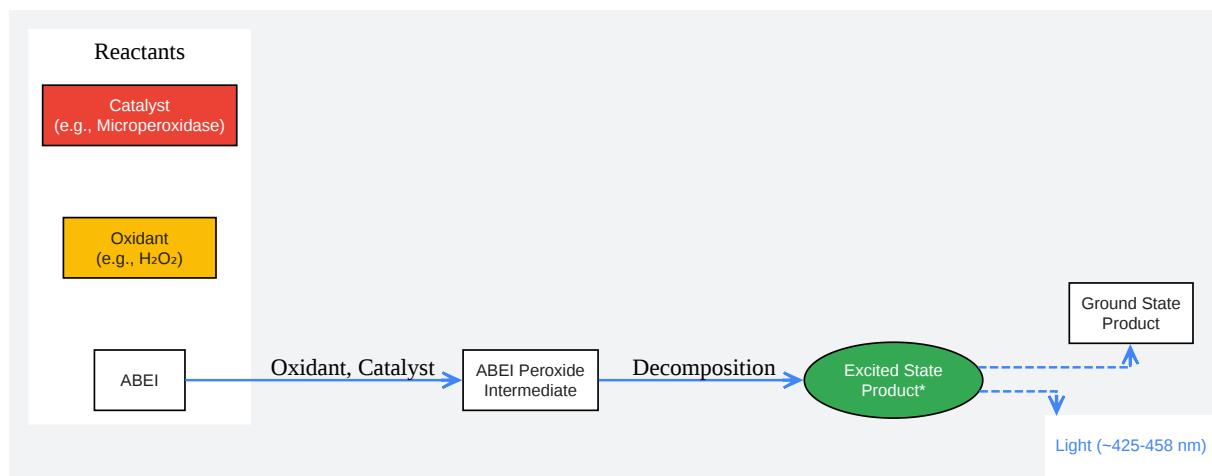 Reactants
Catalyst
(e.g., Microperoxidase)
Oxidant
(e.g., H₂O₂)
ABEI
Oxidant, Catalyst
ABEI Peroxide
Intermediate
Decomposition
Excited State
Product*
Ground State
Product
Light (~425-458 nm)